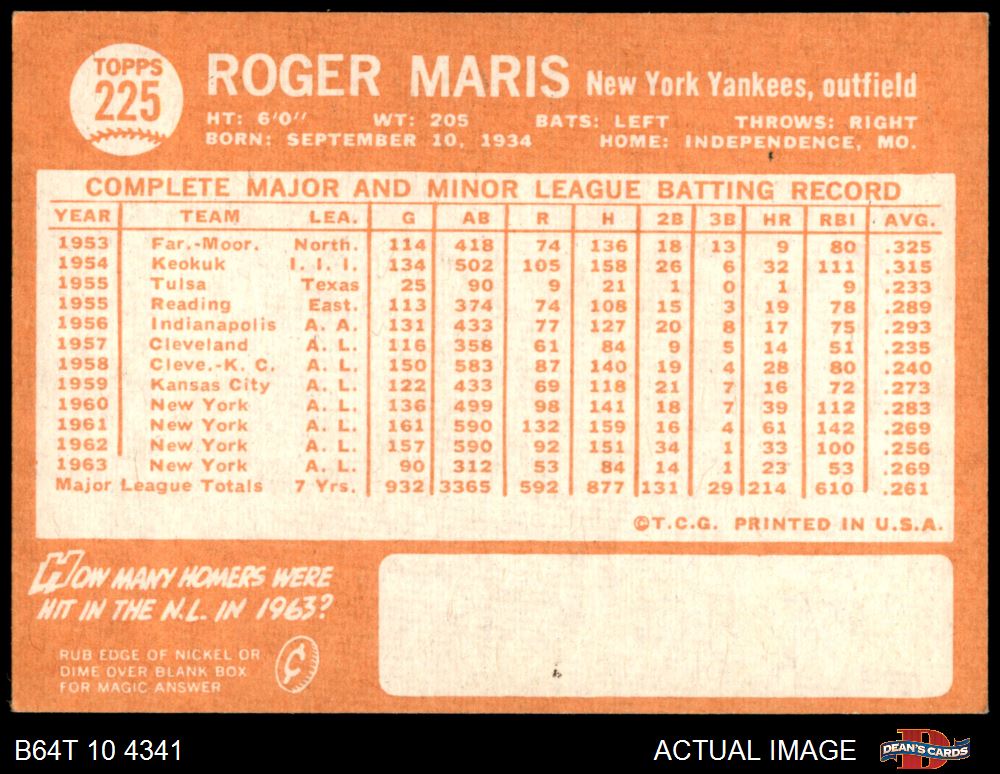 TOPPS
225
ROGER MARIS New York Yankees, outfield
HT: 6'0" WT: 205 BATS: LEFT THROWS: RIGHT
BORN: SEPTEMBER 10, 1934 HOME: INDEPENDENCE, MO.
COMPLETE MAJOR AND MINOR LEAGUE BATTING RECORD
YEAR TEAM LEA. G AB R H 2B 3B HR RBI AVG.
1953 Far.-Moor. North. 114 418 74 136 18 13 9 80 .325
1954 Keokuk I. I. I. 134 502 105 158 26 6 32 111 .315
1955 Tulsa Texas 25 90 9 21 1 0 1 9 .233
1955 Reading East. 113 374 74 108 15 3 19 78 .289
1956 Indianapolis A. A. 131 433 77 127 20 8 17 75 .293
1957 Cleveland A. L. 116 358 61 84 9 5 14 51 .235
1958 Cleve.-K. C. A. L. 150 583 87 140 19 4 28 80 .240
1959 Kansas City A. L. 122 433 69 118 21 7 16 72 .273
1960 New York A. L. 136 499 98 141 18 7 39 112 .283
1961 New York A. L. 161 590 132 159 16 4 61 142 .269
1962 New York A. L. 157 590 92 151 34 1 33 100 .256
1963 New York A. L. 90 312 53 84 14 1 23 53 .269
Major League Totals 7 Yrs. 932 3365 592 877 131 29 214 610 .261
©T.C.G. PRINTED IN U.S.A.
HOW MANY HOMERS WERE
HIT IN THE N.L. IN 1963?
RUB EDGE OF NICKEL OR
DIME OVER BLANK BOX
FOR MAGIC ANSWER
¢
B64T 10 4341 ACTUAL IMAGE DEAN'S CARDS